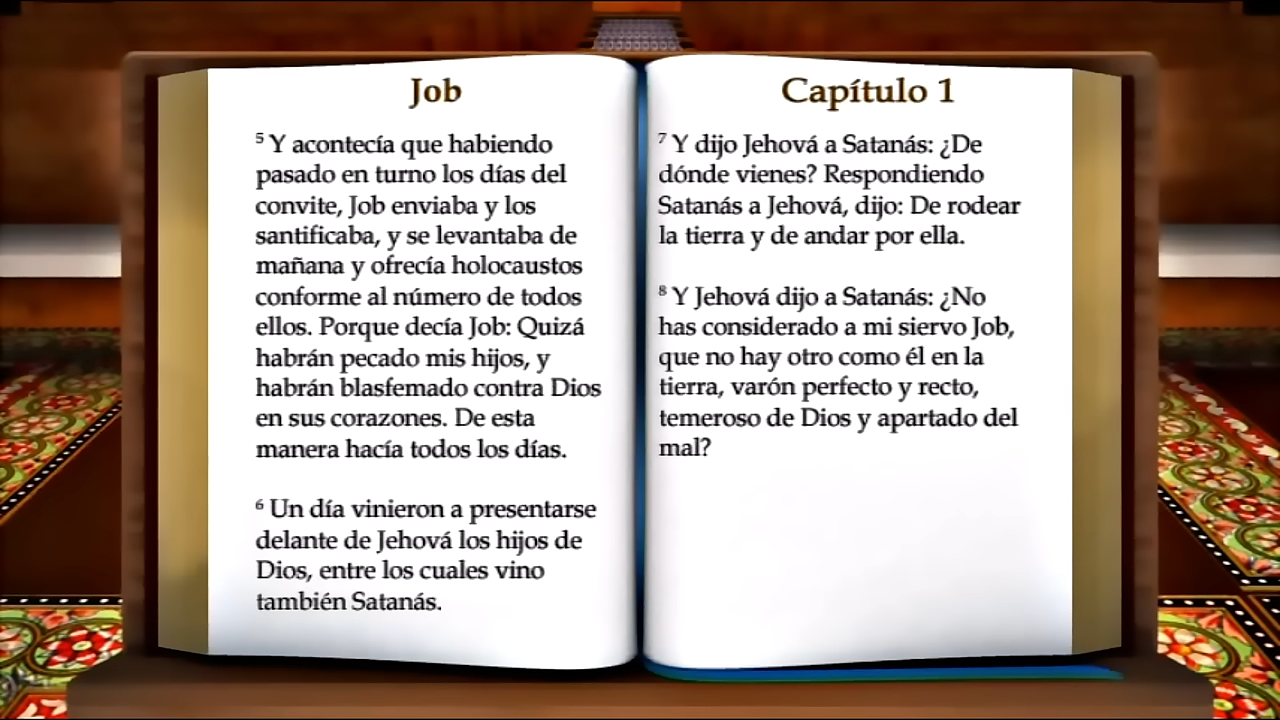 Job
5 Y acontecía que habiendo
pasado en turno los días del
convite, Job enviaba y los
santificaba, y se levantaba de
mañana y ofrecía holocaustos
conforme al número de todos
ellos. Porque decía Job: Quizá
habrán pecado mis hijos, y
habrán blasfemado contra Dios
en sus corazones. De esta
manera hacía todos los días.
6 Un día vinieron a presentarse
delante de Jehová los hijos de
Dios, entre los cuales vino
también Satanás.
Capítulo 1
7 Y dijo Jehová a Satanás: ¿De
dónde vienes? Respondiendo
Satanás a Jehová, dijo: De rodear
la tierra y de andar por ella.
8 Y Jehová dijo a Satanás: ¿No
has considerado a mi siervo Job,
que no hay otro como él en la
tierra, varón perfecto y recto,
temeroso de Dios y apartado del
mal?